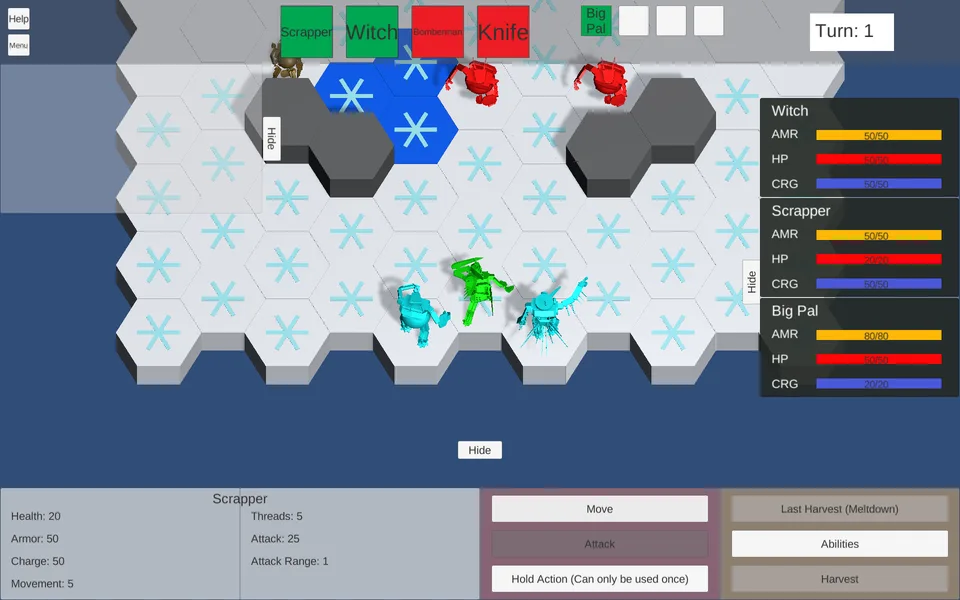 Help
Menu
Scrapper
Witch
Bomberman
Knife
Big
Pal
Turn: 1
Hide
Witch
AMR 50/50
HP
CRG 50/50
Scrapper
AMR 50/50
HP 20/20
CRG 50/50
Hide
Big Pal
AMR 80/80
HP 50/50
CRG 20/20
Hide
Scrapper
Health: 20
Armor: 50
Charge: 50
Movement: 5
Threads: 5
Attack: 25
Attack Range: 1
Move
Attack
Hold Action (Can only be used once)
Last Harvest (Meltdown)
Abilities
Harvest